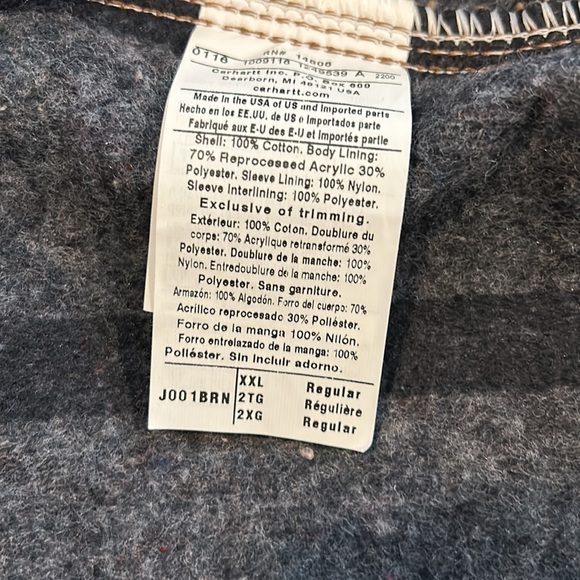 RN# 14806
0116 1009116 1249539 A 2200
Carhartt Inc. P.O. Box 600
Dearborn, MI 48121 USA
carhartt.com
Made in the USA of US and Imported parts
Hecho en los EE.UU. de US o Importados parte
Fabriqué aux E-U des E-U et Importés partie
Shell: 100% Cotton. Body Lining:
70% Reprocessed Acrylic 30%
Polyester. Sleeve Lining: 100% Nylon.
Sleeve Interlining: 100% Polyester.
Exclusive of trimming.
Extérieur: 100% Coton. Doublure du
corps: 70% Acrylique retransformé 30%
Polyester. Doublure de la manche: 100%
Nylon. Entredoublure de la manche: 100%
Polyester. Sans garniture.
Armazón: 100% Algodón. Forro del cuerpo: 70%
Acrílico reprocesado 30% Poliéster.
Forro de la manga 100% Nilón.
Forro entrelazado de la manga: 100%
Poliéster. Sin incluir adorno.
XXL Regular
J001BRN 2TG Régulière
2XG Regular